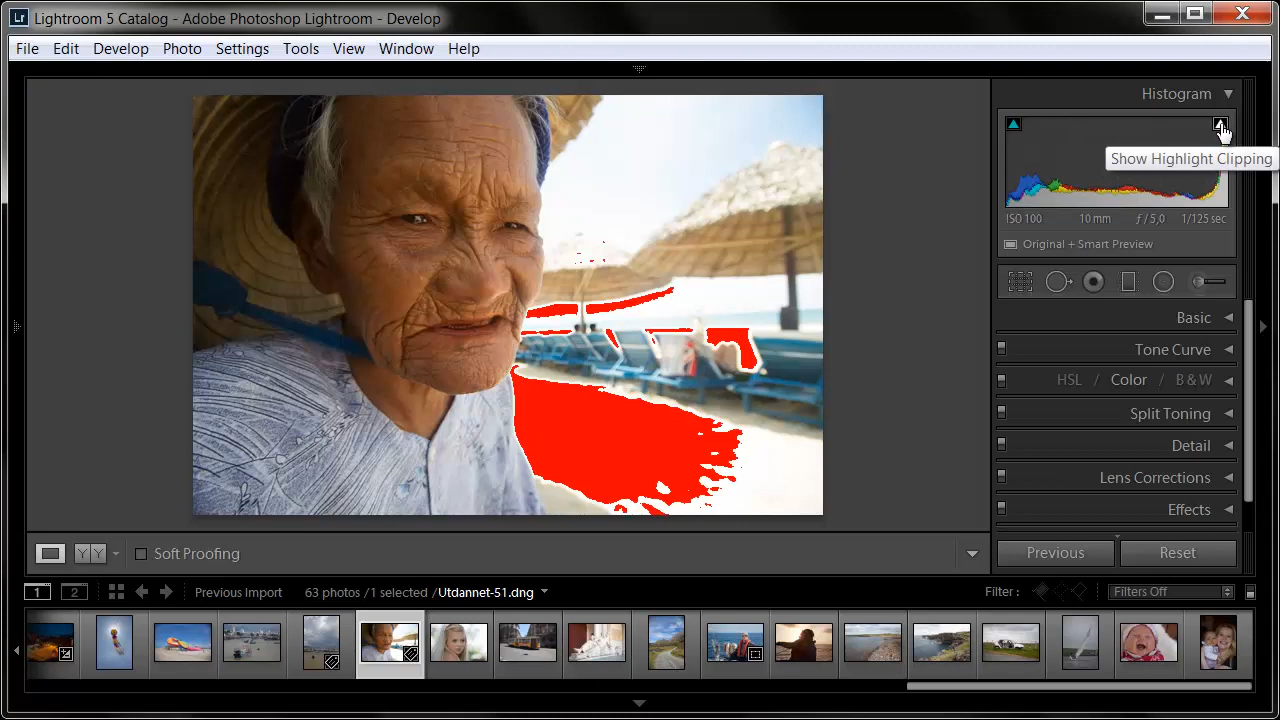 Lr Lightroom 5 Catalog - Adobe Photoshop Lightroom - Develop
File Edit Develop Photo Settings Tools View Window Help
Histogram
Show Highlight Clipping
ISO 100 10 mm ƒ / 5,0 1/125 sec
Original + Smart Preview
Basic
Tone Curve
HSL / Color / B & W
Split Toning
Detail
Lens Corrections
Effects
Y Y Soft Proofing
Previous Reset
1 2 Previous Import 63 photos / 1 selected / Utdannet-51.dng Filter : Filters Off